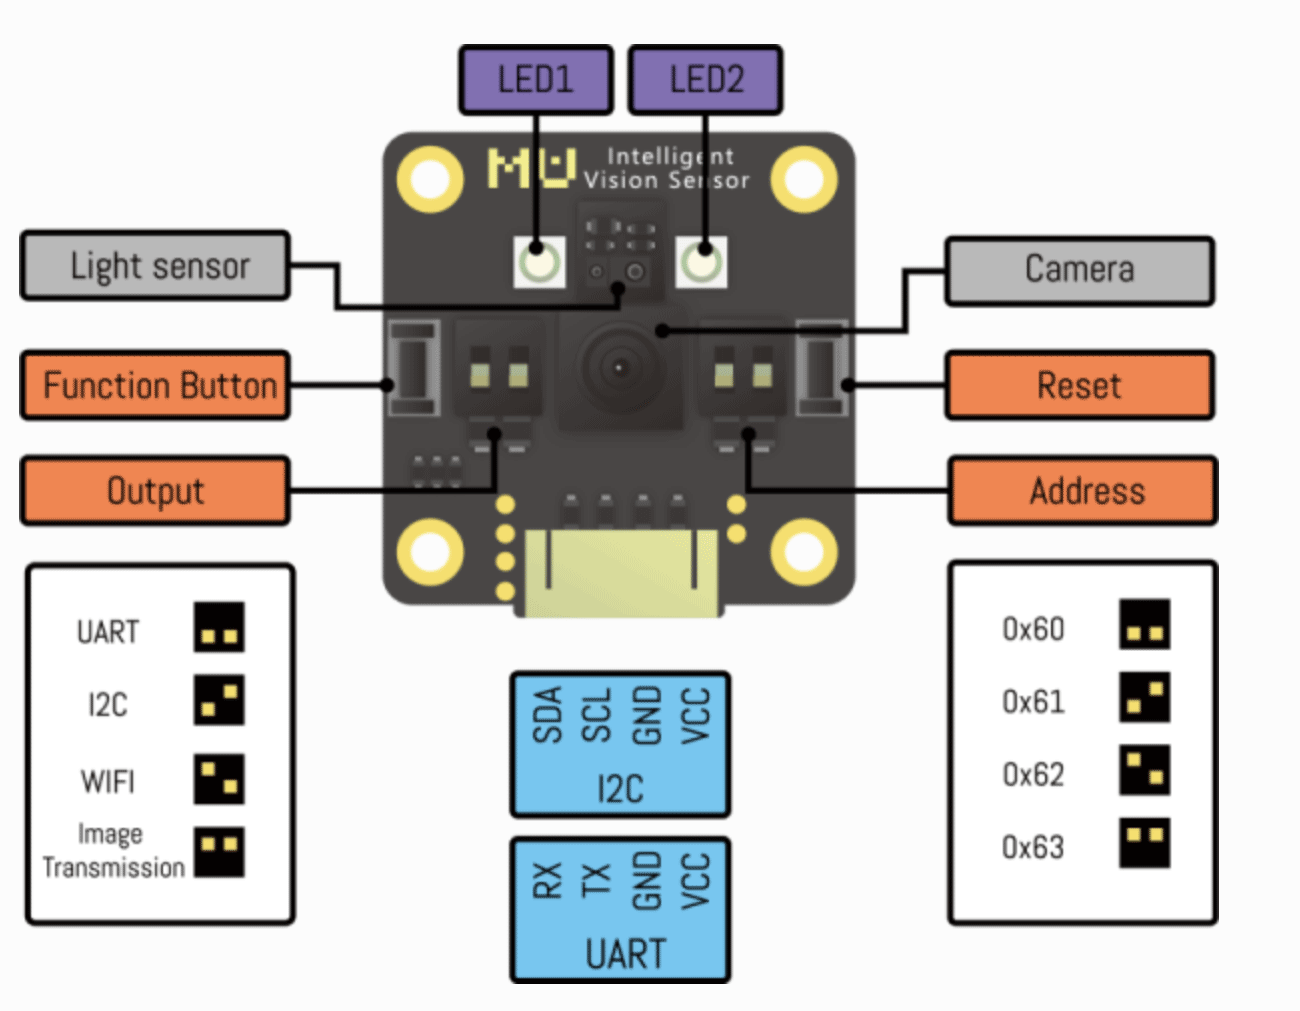 LED1
LED2
MU
Intelligent
Vision Sensor
Light sensor
Camera
Function Button
Reset
Output
Address
UART
I2C
WIFI
Image
Transmission
SDA
SCL
GND
VCC
I2C
RX
TX
GND
VCC
UART
0x60
0x61
0x62
0x63